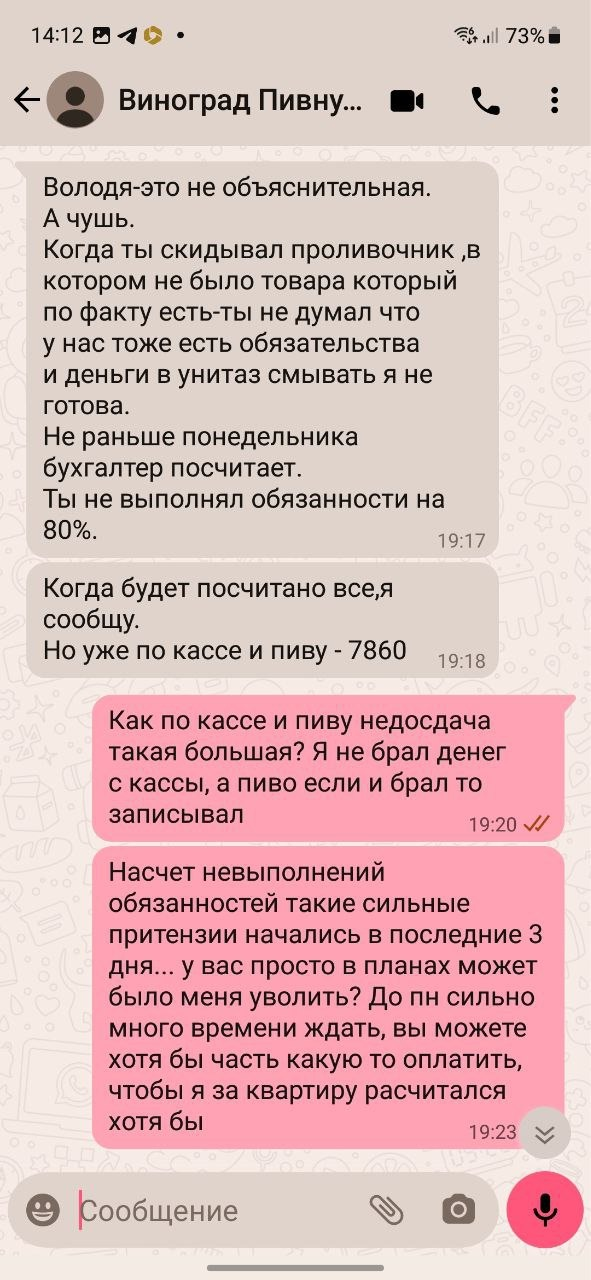 14:12
73%
Виноград Пивну...
Володя-это не объяснительная.
А чушь.
Когда ты скидывал проливочник ,в
котором не было товара который
по факту есть-ты не думал что
у нас тоже есть обязательства
и деньги в унитаз смывать я не
готова.
Не раньше понедельника
бухгалтер посчитает.
Ты не выполнял обязанности на
80%.
19:17
Когда будет посчитано все,я
сообщу.
Но уже по кассе и пиву - 7860
19:18
Как по кассе и пиву недосдача
такая большая? Я не брал денег
с кассы, а пиво если и брал то
записывал
19:20
Насчет невыполнений
обязанностей такие сильные
притензии начались в последние 3
дня... у вас просто в планах может
было меня уволить? До пн сильно
много времени ждать, вы можете
хотя бы часть какую то оплатить,
чтобы я за квартиру расчитался
хотя бы
19:23
Сообщение